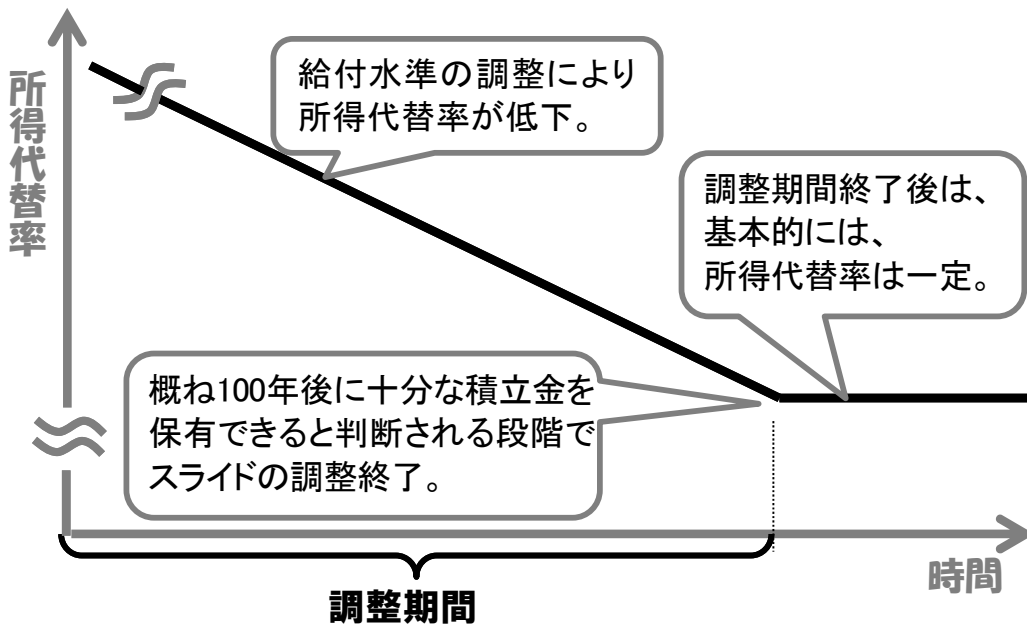 所得代替率
給付水準の調整により
所得代替率が低下。
調整期間終了後は、
基本的には、
所得代替率は一定。
概ね100年後に十分な積立金を
保有できると判断される段階で
スライドの調整終了。
時間
調整期間